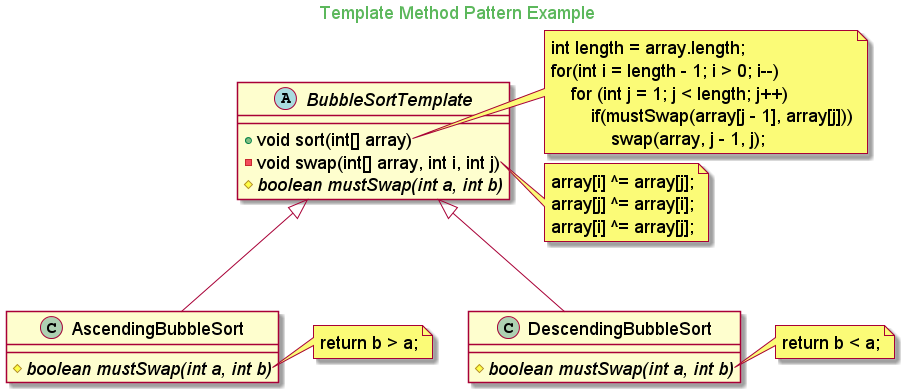 Template Method Pattern Example
A BubbleSortTemplate
void sort(int[] array)
void swap(int[] array, int i, int j)
boolean mustSwap(int a, int b)
int length = array.length;
for(int i = length - 1; i > 0; i--)
for (int j = 1; j < length; j++)
if(mustSwap(array[j - 1], array[j]))
swap(array, j - 1, j);
array[i] ^= array[j];
array[j] ^= array[i];
array[i] ^= array[j];
C AscendingBubbleSort
boolean mustSwap(int a, int b)
return b > a;
C DescendingBubbleSort
boolean mustSwap(int a, int b)
return b < a;